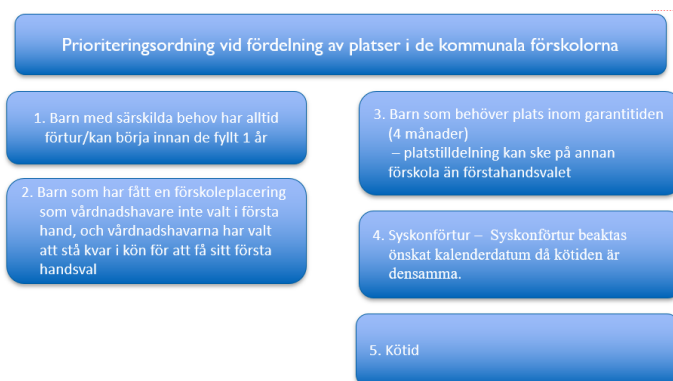 Prioriteringsordning vid fördelning av platser i de kommunala förskolorna
1. Barn med särskilda behov har alltid
förtur/kan börja innan de fyllt 1 år
2. Barn som har fått en förskoleplacering
som vårdnadshavare inte valt i första
hand, och vårdnadshavarna har valt
att stå kvar i kön för att få sitt första
handsval
3. Barn som behöver plats inom garantitiden
(4 månader)
– platstilldelning kan ske på annan
förskola än förstahandsvalet
4. Syskonförtur – Syskonförtur beaktas
önskat kalenderdatum då kötiden är
densamma.
5. Kötid